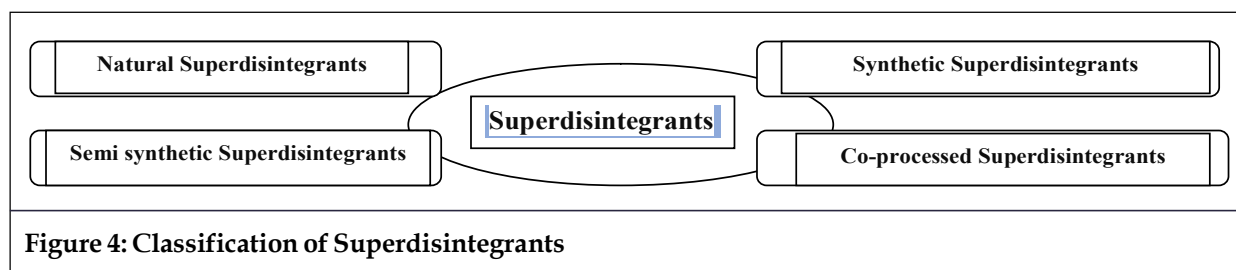 Natural Superdisintegrants
Synthetic Superdisintegrants
Superdisintegrants
Semi synthetic Superdisintegrants
Co-processed Superdisintegrants
Figure 4: Classification of Superdisintegrants